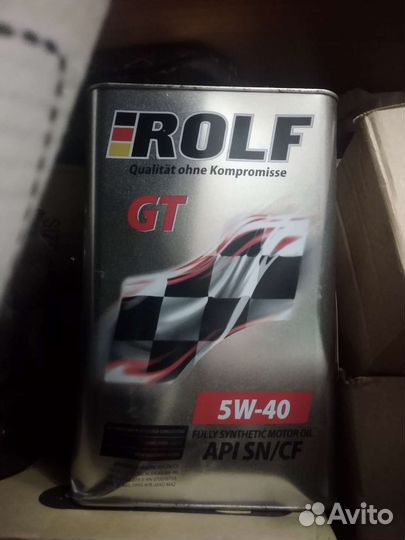 ROLF
Qualität ohne Kompromisse
GT
5W-40
FULLY SYNTHETIC MOTOR OIL
API SN/CF
Avito